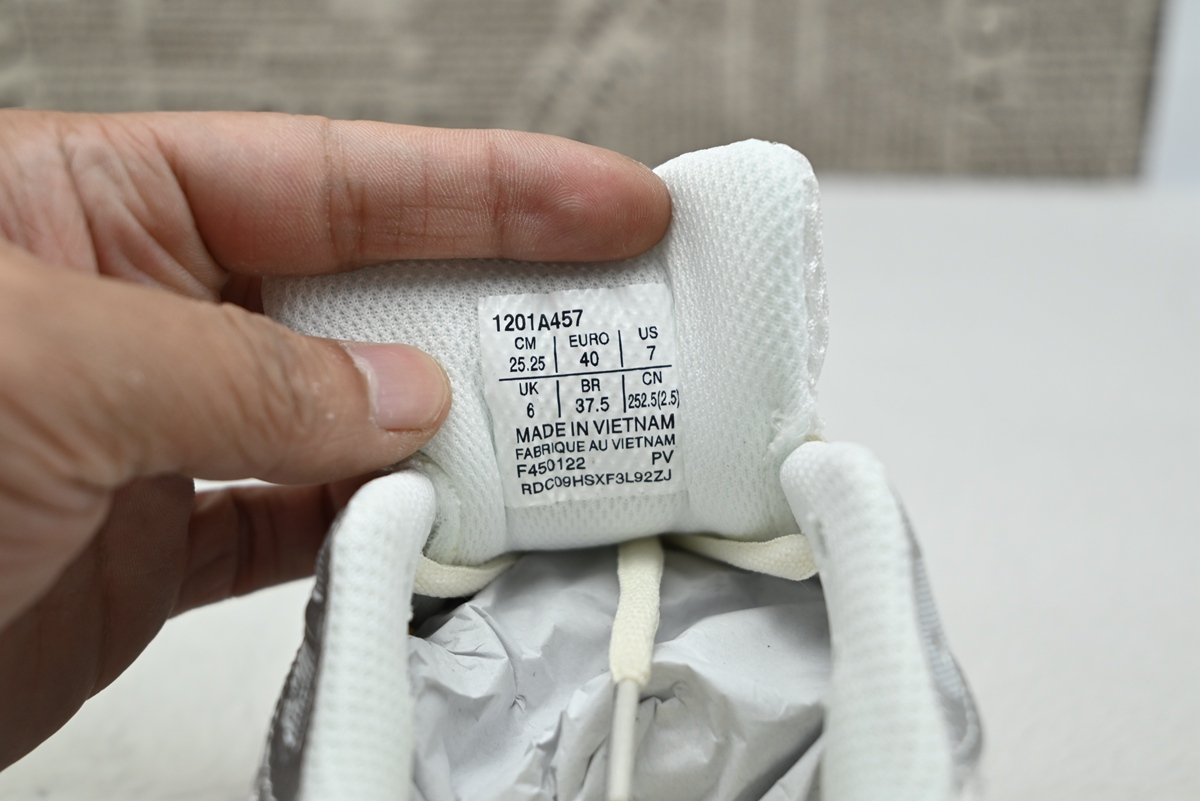 1201A457
CM EURO US
25.25 40 7
UK BR CN
6 37.5 252.5(2.5)
MADE IN VIETNAM
FABRIQUE AU VIETNAM
F450122 PV
RDC09HSXF3L92ZJ